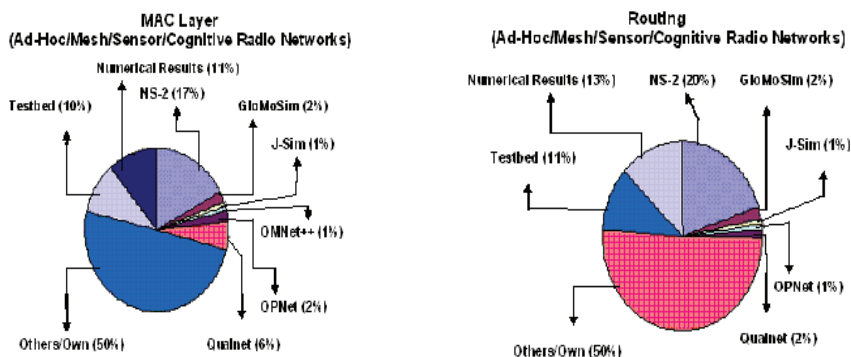 MAC Layer
(Ad-Hoc/Mesh/Sensor/Cognitive Radio Networks)
Numerical Results (11%)
NS-2 (17%)
Testbed (10%)
GloMoSim (2%)
J-Sim (1%)
OMNet++ (1%)
OPNet (2%)
Others/Own (50%)
Qualnet (6%)
Routing
(Ad-Hoc/Mesh/Sensor/Cognitive Radio Networks)
Numerical Results (13%)
NS-2 (20%)
GloMoSim (2%)
J-Sim (1%)
Testbed (11%)
OPNet (1%)
Qualnet (2%)
Others/Own (50%)